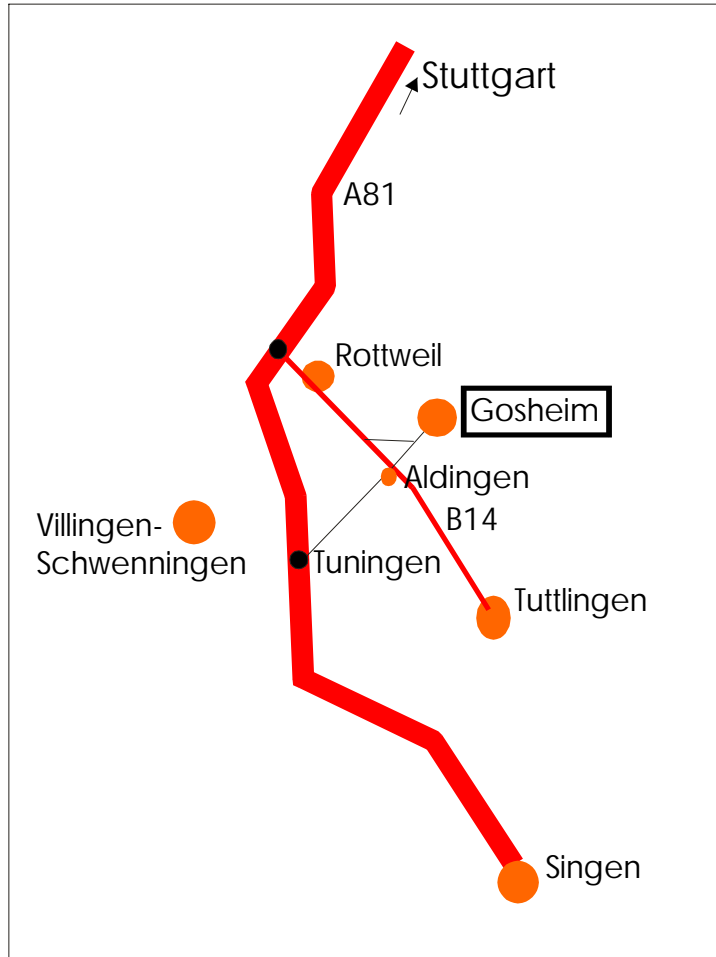 Stuttgart
A81
Rottweil
Gosheim
Aldingen
B14
Villingen-
Schwenningen
Tuningen
Tuttlingen
Singen